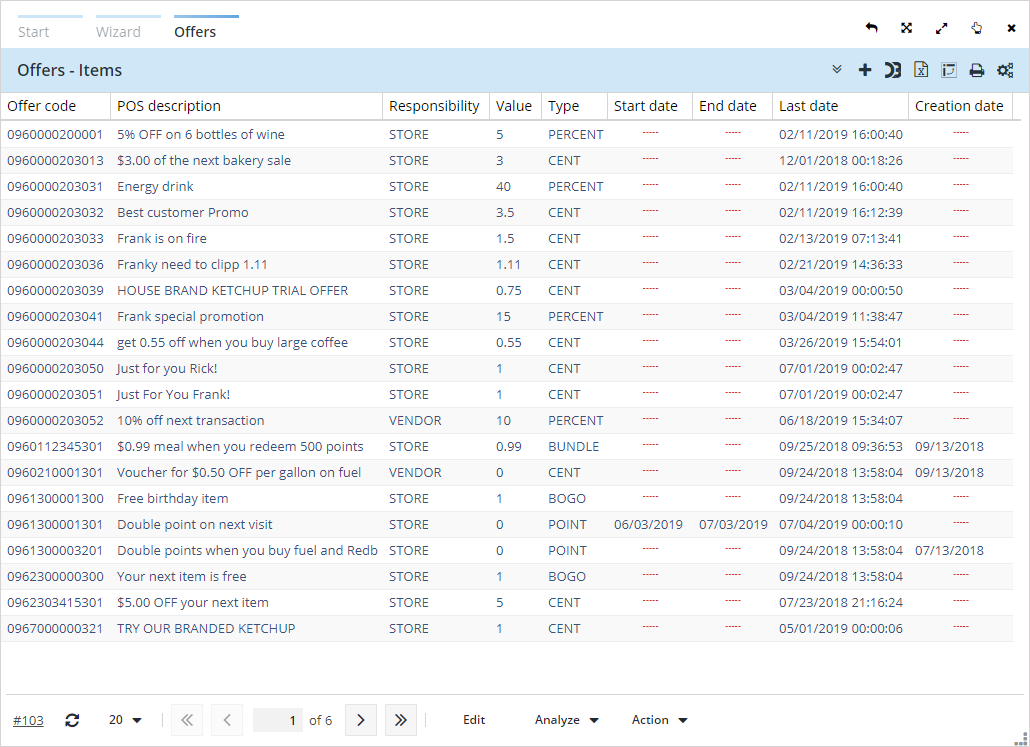 Start Wizard Offers
Offers - Items
Offer code POS description Responsibility Value Type Start date End date Last date Creation date
0960000200001 5% OFF on 6 bottles of wine STORE 5 PERCENT ----- ----- 02/11/2019 16:00:40 -----
0960000203013 $3.00 of the next bakery sale STORE 3 CENT ----- ----- 12/01/2018 00:18:26 -----
0960000203031 Energy drink STORE 40 PERCENT ----- ----- 02/11/2019 16:00:40 -----
0960000203032 Best customer Promo STORE 3.5 CENT ----- ----- 02/11/2019 16:12:39 -----
0960000203033 Frank is on fire STORE 1.5 CENT ----- ----- 02/13/2019 07:13:41 -----
0960000203036 Franky need to clipp 1.11 STORE 1.11 CENT ----- ----- 02/21/2019 14:36:33 -----
0960000203039 HOUSE BRAND KETCHUP TRIAL OFFER STORE 0.75 CENT ----- ----- 03/04/2019 00:00:50 -----
0960000203041 Frank special promotion STORE 15 PERCENT ----- ----- 03/04/2019 11:38:47 -----
0960000203044 get 0.55 off when you buy large coffee STORE 0.55 CENT ----- ----- 03/26/2019 15:54:01 -----
0960000203050 Just for you Rick! STORE 1 CENT ----- ----- 07/01/2019 00:02:47 -----
0960000203051 Just For You Frank! STORE 1 CENT ----- ----- 07/01/2019 00:02:47 -----
0960000203052 10% off next transaction VENDOR 10 PERCENT ----- ----- 06/18/2019 15:34:07 -----
0960112345301 $0.99 meal when you redeem 500 points STORE 0.99 BUNDLE ----- ----- 09/25/2018 09:36:53 09/13/2018
0960210001301 Voucher for $0.50 OFF per gallon on fuel VENDOR 0 CENT ----- ----- 09/24/2018 13:58:04 09/13/2018
0961300001300 Free birthday item STORE 1 BOGO ----- ----- 09/24/2018 13:58:04 -----
0961300001301 Double point on next visit STORE 0 POINT 06/03/2019 07/03/2019 07/04/2019 00:00:10 -----
0961300003201 Double points when you buy fuel and Redb STORE 0 POINT ----- ----- 09/24/2018 13:58:04 07/13/2018
0962300000300 Your next item is free STORE 1 BOGO ----- ----- 09/24/2018 13:58:04 -----
0962303415301 $5.00 OFF your next item STORE 5 CENT ----- ----- 07/23/2018 21:16:24 -----
0967000000321 TRY OUR BRANDED KETCHUP STORE 1 CENT ----- ----- 05/01/2019 00:00:06 -----
#103 20 1 of 6 Edit Analyze Action